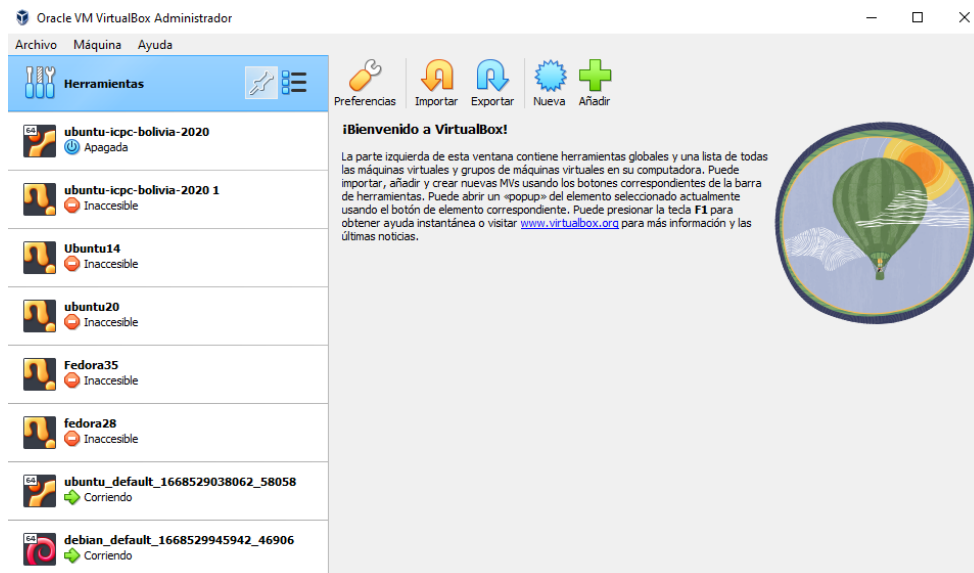 Oracle VM VirtualBox Administrador
Archivo Máquina Ayuda
Herramientas
Preferencias Importar Exportar Nueva Añadir
64
ubuntu-icpc-bolivia-2020
Apagada
ubuntu-icpc-bolivia-2020 1
Inaccesible
Ubuntu14
Inaccesible
ubuntu20
Inaccesible
Fedora35
Inaccesible
fedora28
Inaccesible
64
ubuntu_default_1668529038062_58058
Corriendo
64
debian_default_1668529945942_46906
Corriendo
¡Bienvenido a VirtualBox!
La parte izquierda de esta ventana contiene herramientas globales y una lista de todas
las máquinas virtuales y grupos de máquinas virtuales en su computadora. Puede
importar, añadir y crear nuevas MVs usando los botones correspondientes de la barra
de herramientas. Puede abrir un «popup» del elemento seleccionado actualmente
usando el botón de elemento correspondiente. Puede presionar la tecla F1 para
obtener ayuda instantánea o visitar www.virtualbox.org para más información y las
últimas noticias.